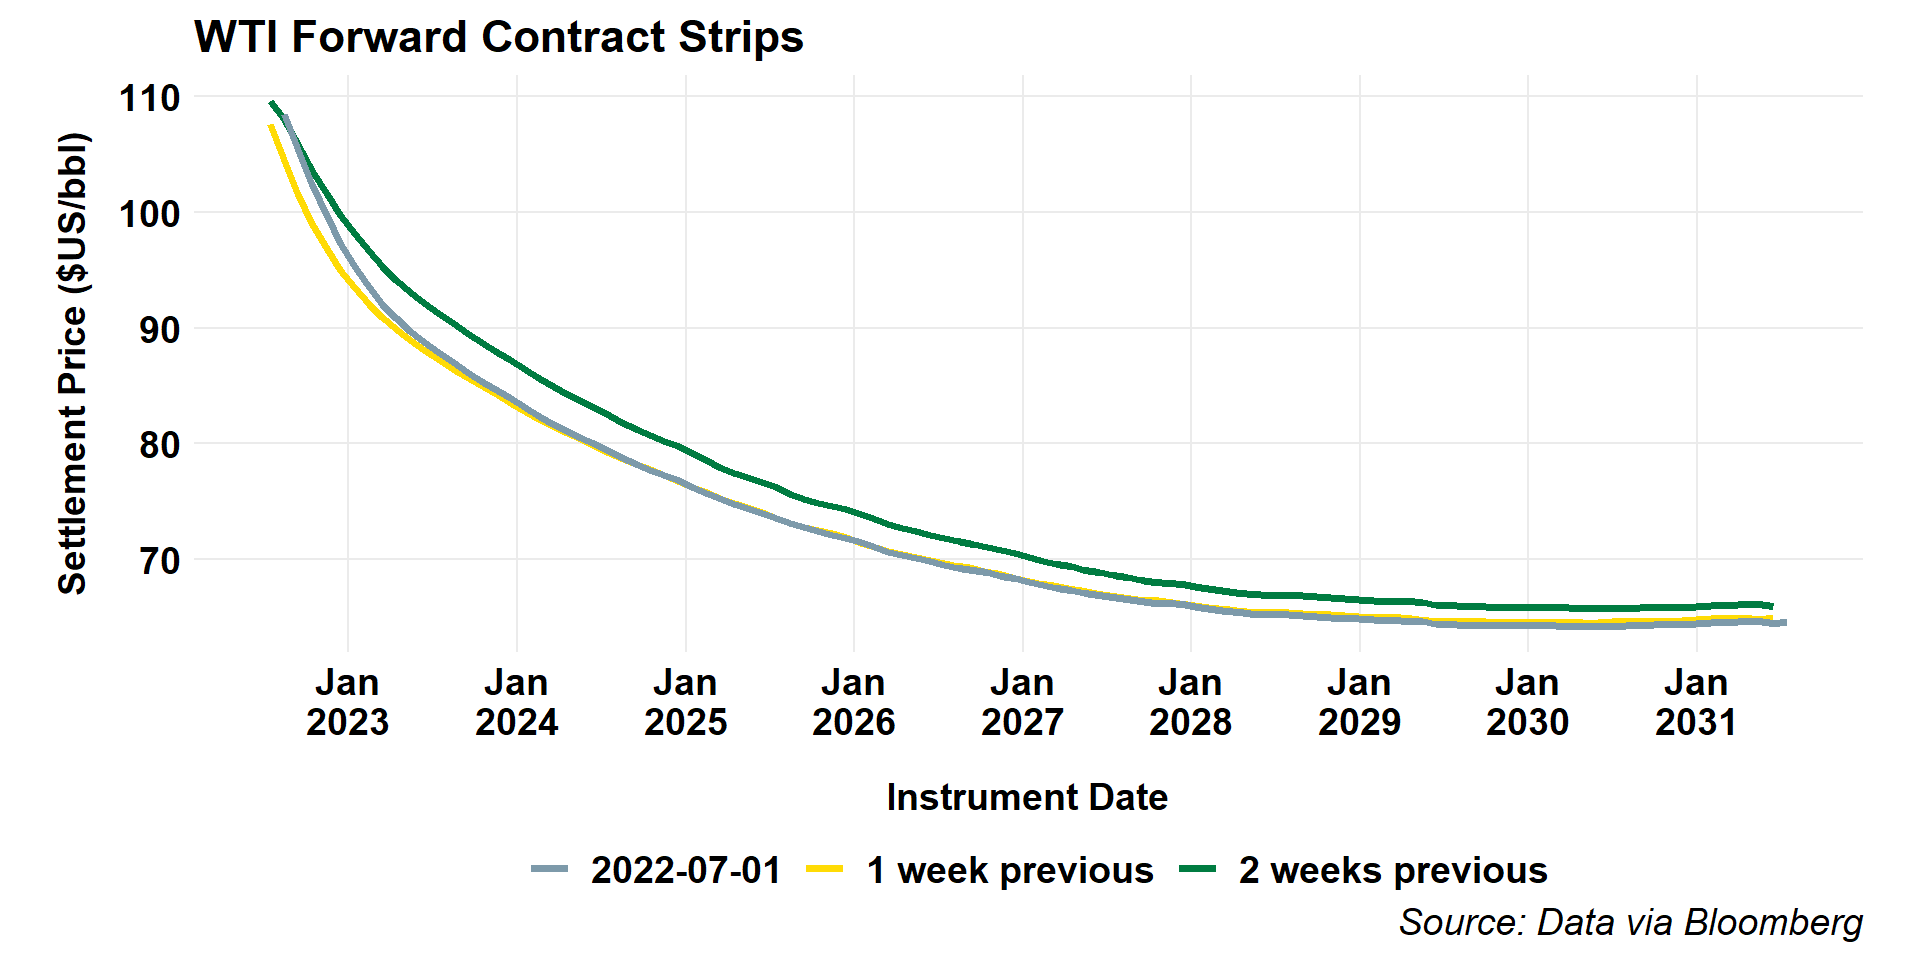 WTI Forward Contract Strips
Settlement Price ($US/bbl)
110
100
90
80
70
Jan Jan Jan Jan Jan Jan Jan Jan Jan
2023 2024 2025 2026 2027 2028 2029 2030 2031
Instrument Date
2022-07-01 1 week previous 2 weeks previous
Source: Data via Bloomberg